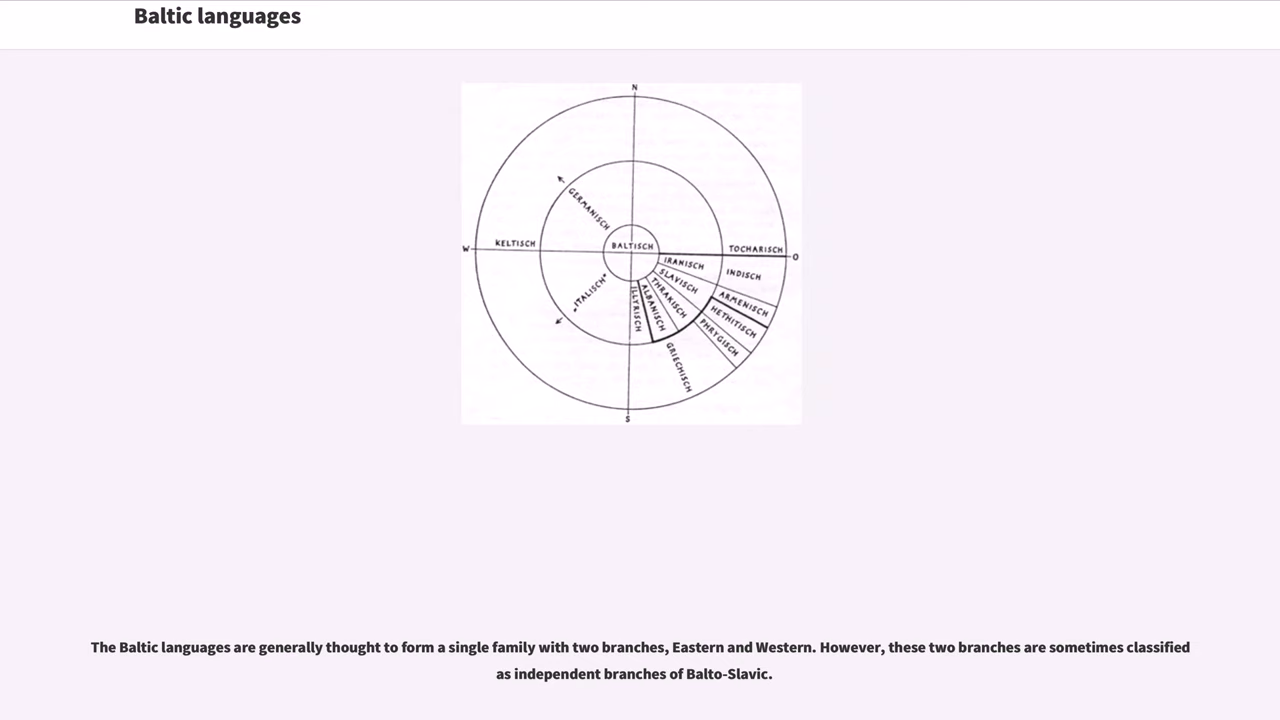 Baltic languages
N
GERMANISCH
W
KELTISCH
BALTISCH
TOCHARISCH
O
IRANISCH
INDISCH
SLAVISCH
"ITALISCH"
THRAKISCH
ARMENISCH
ALBANISCH
ILLYRISCH
HETHITISCH
PHRYGISCH
GRIECHISCH
S
The Baltic languages are generally thought to form a single family with two branches, Eastern and Western. However, these two branches are sometimes classified
as independent branches of Balto-Slavic.